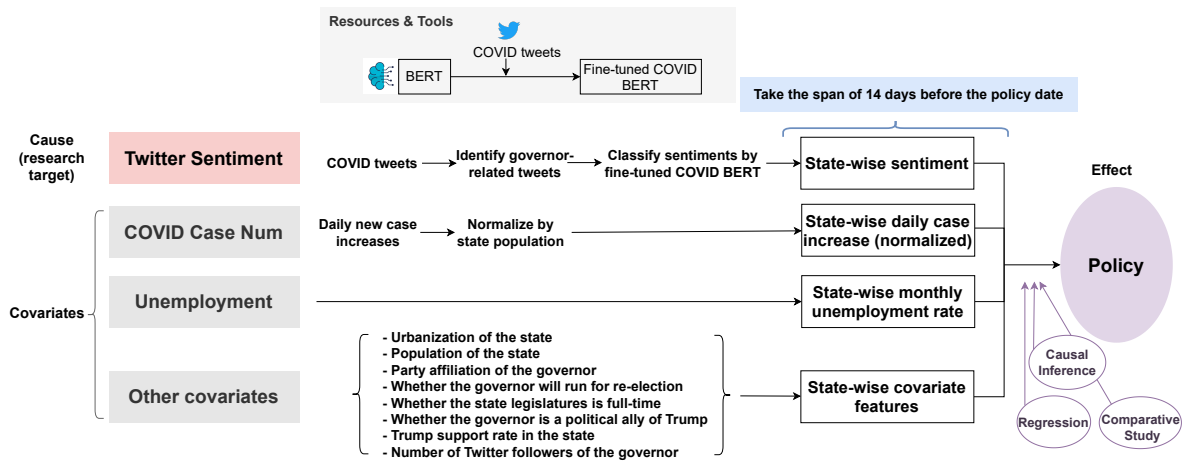 Resources & Tools
COVID tweets
BERT
Fine-tuned COVID
BERT
Take the span of 14 days before the policy date
Cause
(research
target)
Twitter Sentiment
COVID tweets
Identify governor-
related tweets
Classify sentiments by
fine-tuned COVID BERT
State-wise sentiment
Effect
COVID Case Num
Daily new case
increases
Normalize by
state population
State-wise daily case
increase (normalized)
Policy
Covariates
Unemployment
State-wise monthly
unemployment rate
Other covariates
- Urbanization of the state
- Population of the state
- Party affiliation of the governor
- Whether the governor will run for re-election
- Whether the state legislatures is full-time
- Whether the governor is a political ally of Trump
- Trump support rate in the state
- Number of Twitter followers of the governor
State-wise covariate
features
Causal
Inference
Regression
Comparative
Study